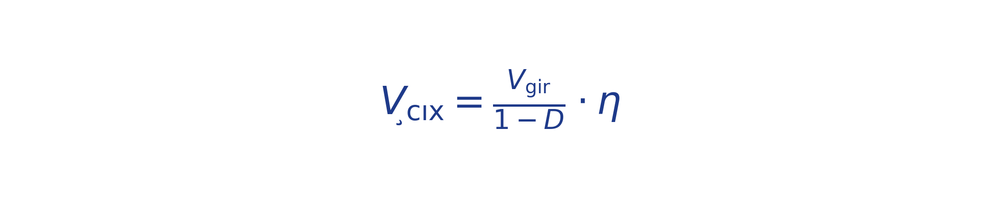 V_çıx = V_gir / (1 − D) · η